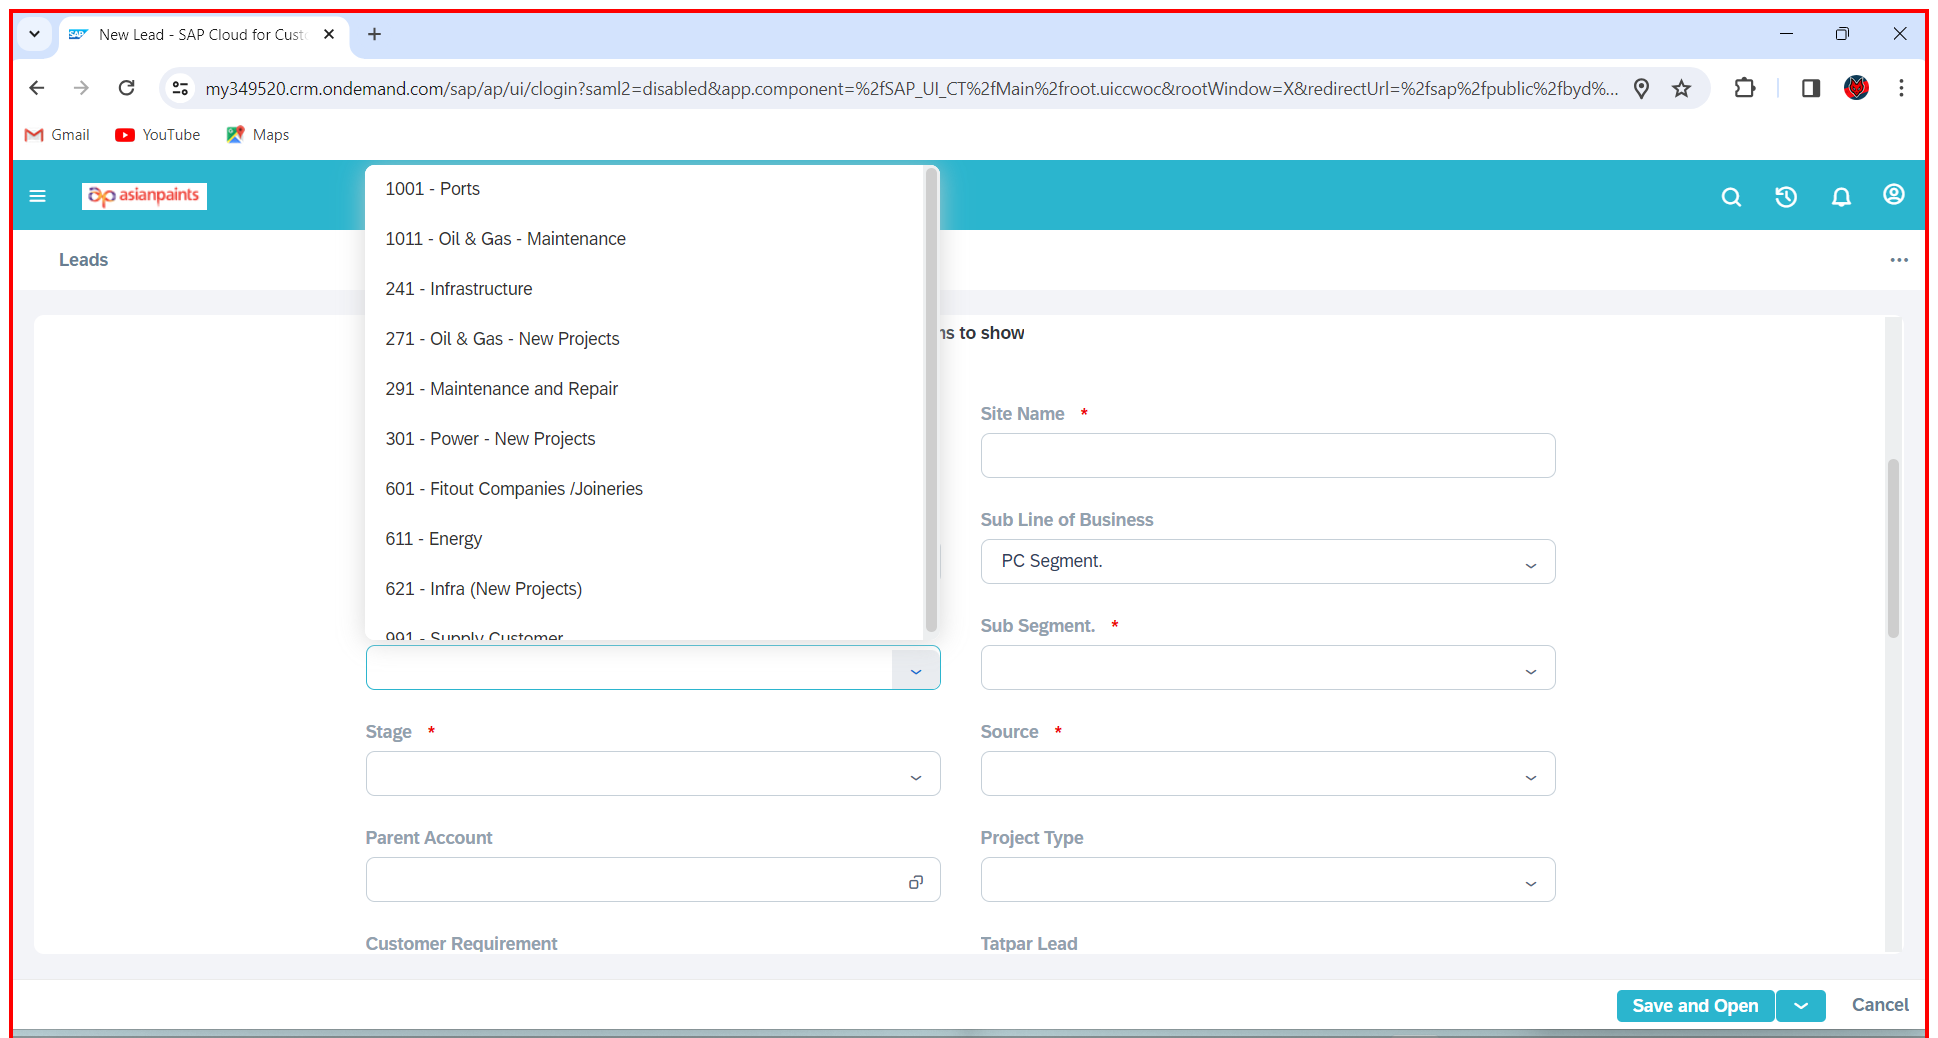 New Lead - SAP Cloud for Cust
my349520.crm.ondemand.com/sap/ap/ui/clogin?saml2=disabled&app.component=%2fSAP_UI_CT%2fMain%2froot.uiccwoc&rootWindow=X&redirectUrl=%2fsap%2fpublic%2fbyd%...
Gmail YouTube Maps
asianpaints
Leads
1001 - Ports
1011 - Oil & Gas - Maintenance
241 - Infrastructure
271 - Oil & Gas - New Projects
291 - Maintenance and Repair
301 - Power - New Projects
601 - Fitout Companies /Joineries
611 - Energy
621 - Infra (New Projects)
991 - Supply Customer
to show
Site Name *
Sub Line of Business
PC Segment.
Sub Segment. *
Stage * Source *
Parent Account Project Type
Customer Requirement Tatpar Lead
Save and Open Cancel